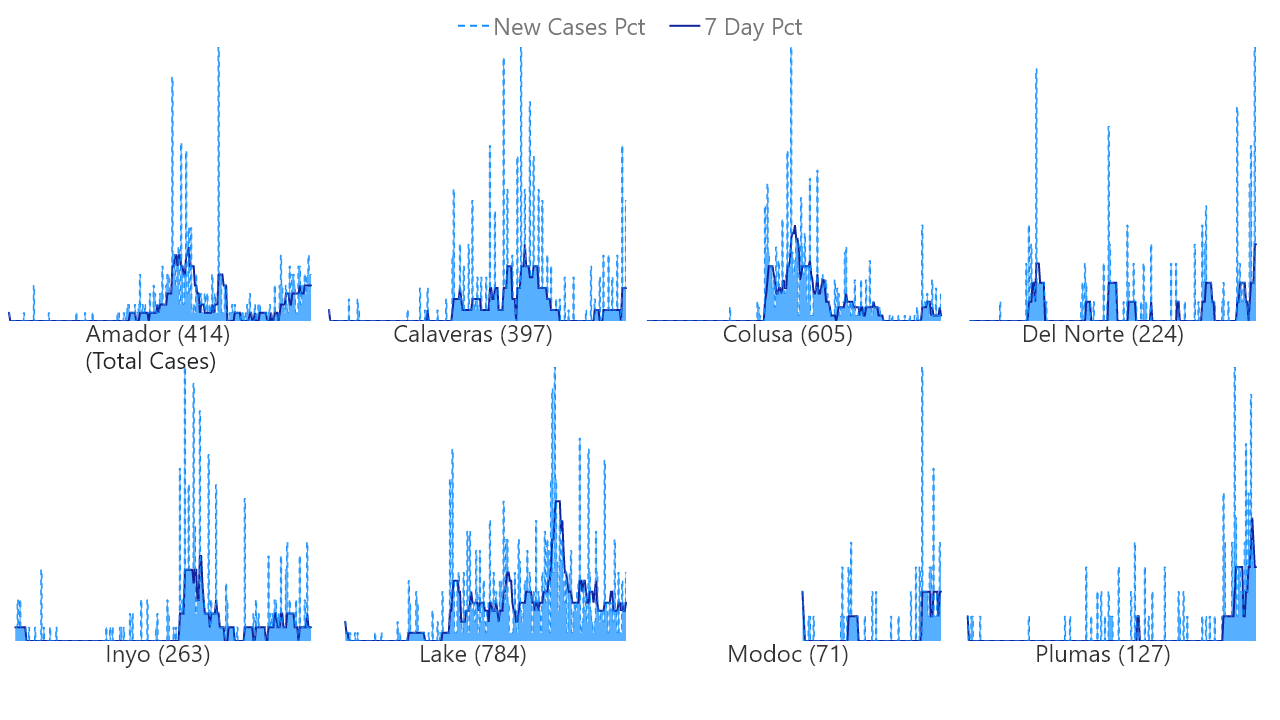 New Cases Pct 7 Day Pct
Amador (414)
(Total Cases)
Calaveras (397)
Colusa (605)
Del Norte (224)
Inyo (263)
Lake (784)
Modoc (71)
Plumas (127)